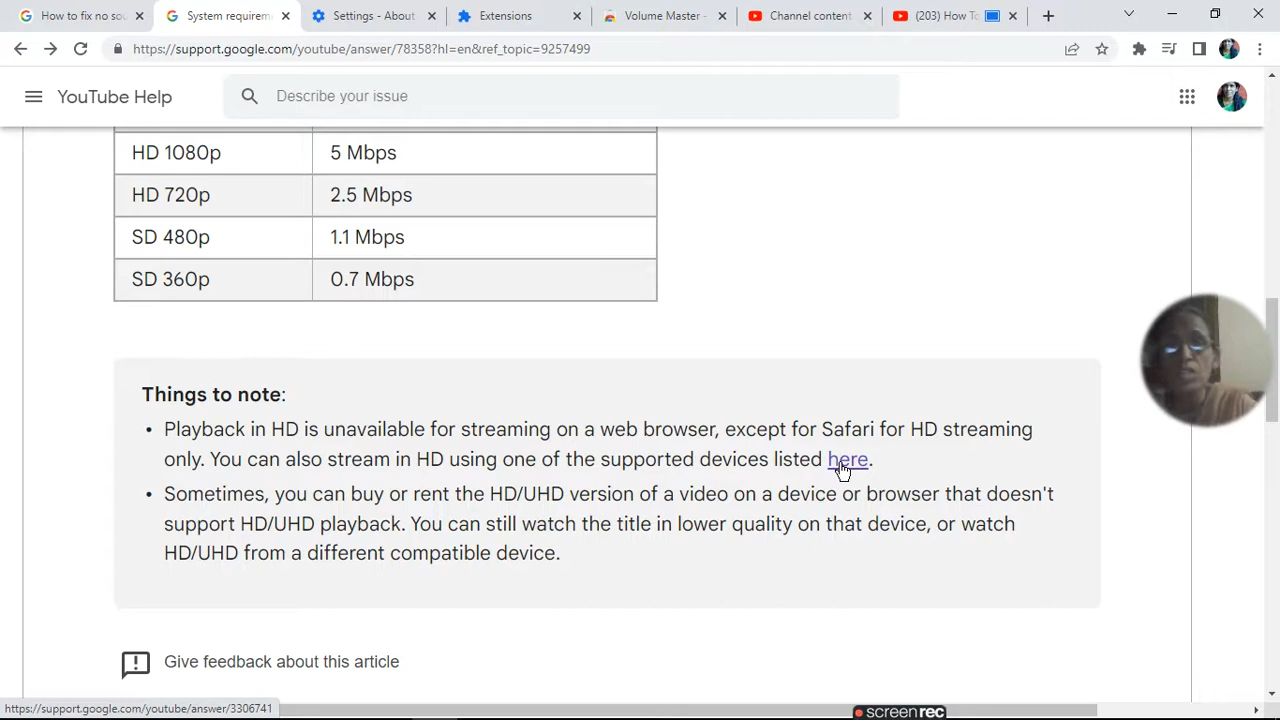 How to fix no sou
System requirem
Settings - About
Extensions
Volume Master -
Channel content
(203) How T
https://support.google.com/youtube/answer/78358?hl=en&ref_topic=9257499
YouTube Help
Describe your issue
HD 1080p 5 Mbps
HD 720p 2.5 Mbps
SD 480p 1.1 Mbps
SD 360p 0.7 Mbps
Things to note:
• Playback in HD is unavailable for streaming on a web browser, except for Safari for HD streaming
only. You can also stream in HD using one of the supported devices listed here.
• Sometimes, you can buy or rent the HD/UHD version of a video on a device or browser that doesn't
support HD/UHD playback. You can still watch the title in lower quality on that device, or watch
HD/UHD from a different compatible device.
Give feedback about this article
https://support.google.com/youtube/answer/3306741
screenrec